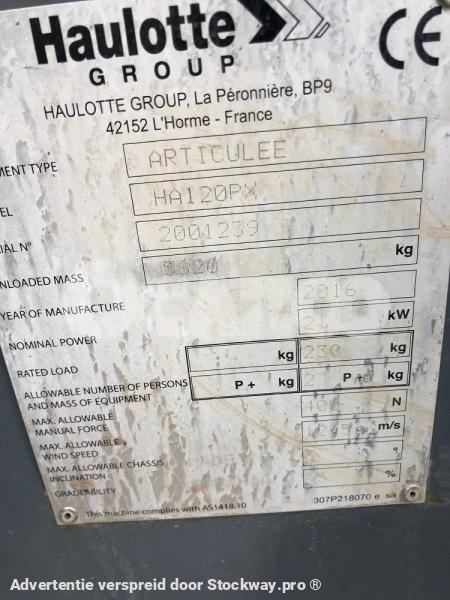 Haulotte
GROUP
CE
HAULOTTE GROUP, La Péronnière, BP9
42152 L'Horme - France
MENT TYPE ARTICULEE
EL HA120PX
IAL N° 2001239
NLOADED MASS 5620 kg
YEAR OF MANUFACTURE 2016
NOMINAL POWER kW
RATED LOAD kg 230 kg
ALLOWABLE NUMBER OF PERSONS
AND MASS OF EQUIPMENT P + kg 2 P + kg
MAX. ALLOWABLE
MANUAL FORCE 400 N
MAX. ALLOWABLE
WIND SPEED m/s
MAX. ALLOWABLE CHASSIS
INCLINATION °
GRADEABILITY %
This machine complies with AS1418.10
307P218070 e sa
Advertentie verspreid door Stockway.pro ®